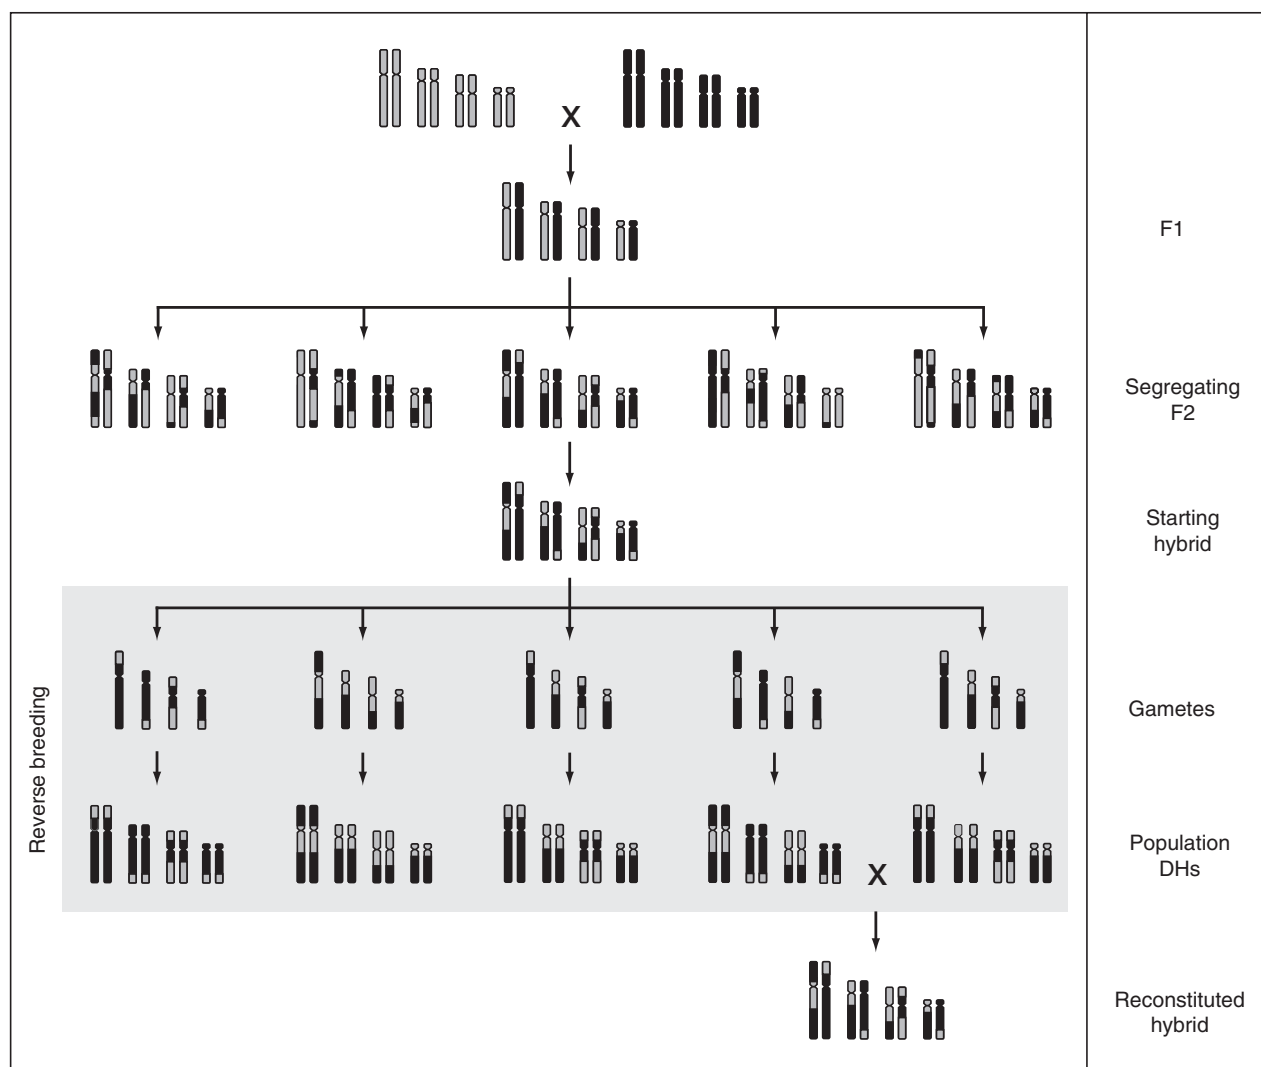 X
F1
Segregating
F2
Starting
hybrid
Reverse breeding
Gametes
Population
DHs
X
Reconstituted
hybrid